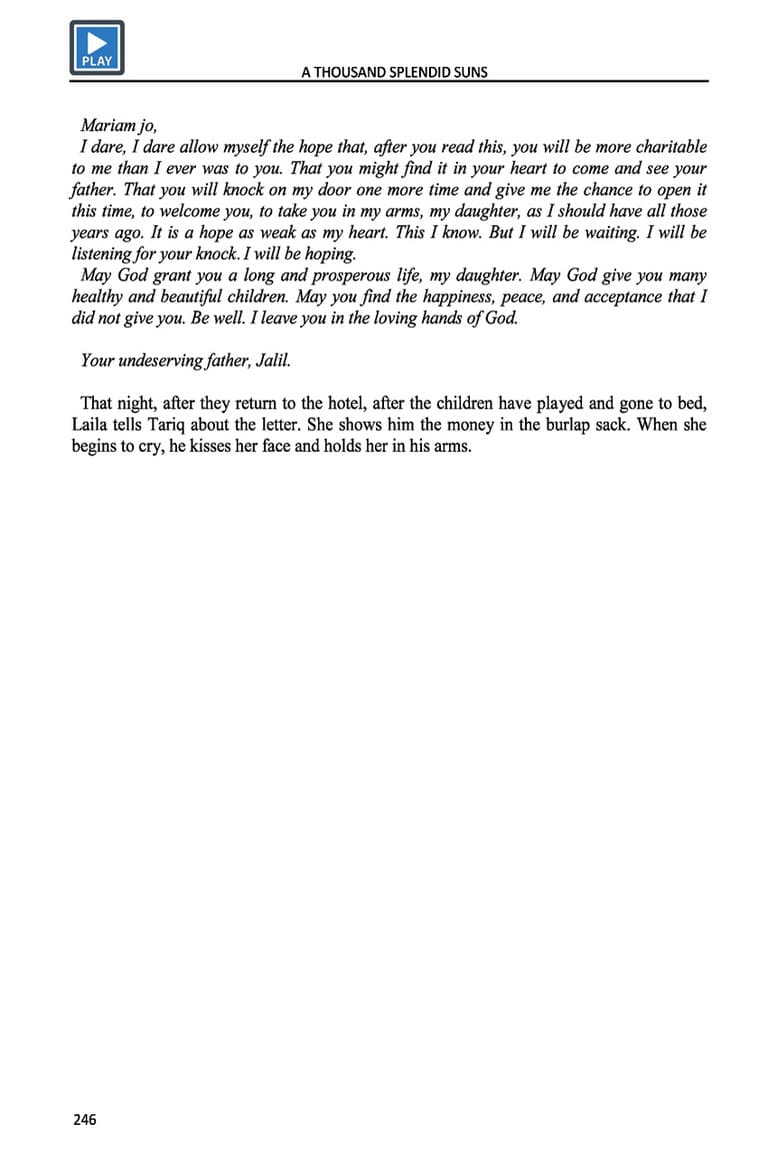 PLAY
A THOUSAND SPLENDID SUNS
Mariam jo,
I dare, I dare allow myself the hope that, after you read this, you will be more charitable
to me than I ever was to you. That you might find it in your heart to come and see your
father. That you will knock on my door one more time and give me the chance to open it
this time, to welcome you, to take you in my arms, my daughter, as I should have all those
years ago. It is a hope as weak as my heart. This I know. But I will be waiting. I will be
listening for your knock. I will be hoping.
May God grant you a long and prosperous life, my daughter. May God give you many
healthy and beautiful children. May you find the happiness, peace, and acceptance that I
did not give you. Be well. I leave you in the loving hands of God.
Your undeserving father, Jalil.
That night, after they return to the hotel, after the children have played and gone to bed,
Laila tells Tariq about the letter. She shows him the money in the burlap sack. When she
begins to cry, he kisses her face and holds her in his arms.
246